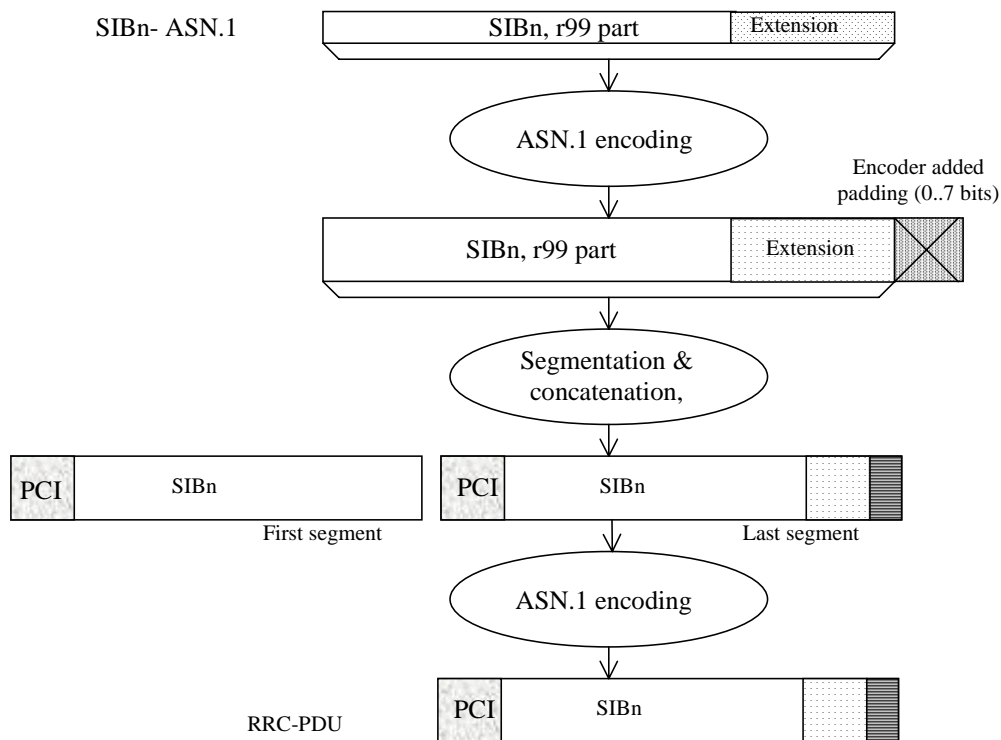 SIBn- ASN.1
SIBn, r99 part
Extension
ASN.1 encoding
Encoder added
padding (0..7 bits)
SIBn, r99 part
Extension
Segmentation &
concatenation,
PCI
SIBn
PCI
SIBn
First segment
Last segment
ASN.1 encoding
PCI
SIBn
RRC-PDU